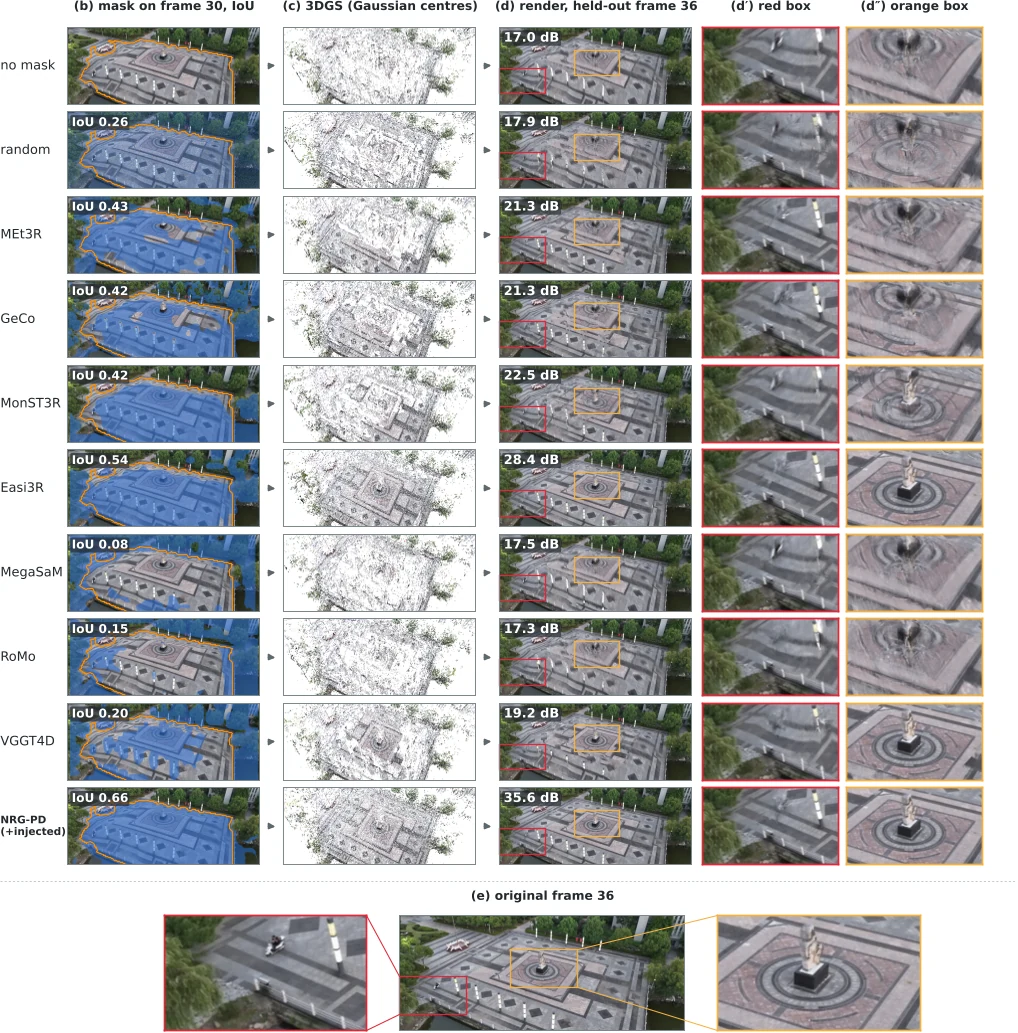 (b) mask on frame 30, IoU (c) 3DGS (Gaussian centres) (d) render, held-out frame 36 (d′) red box (d″) orange box
no mask 17.0 dB
random IoU 0.26 17.9 dB
MEt3R IoU 0.43 21.3 dB
GeCo IoU 0.42 21.3 dB
MonST3R IoU 0.42 22.5 dB
Easi3R IoU 0.54 28.4 dB
MegaSaM IoU 0.08 17.5 dB
RoMo IoU 0.15 17.3 dB
VGGT4D IoU 0.20 19.2 dB
NRG-PD
(+injected) IoU 0.66 35.6 dB
(e) original frame 36